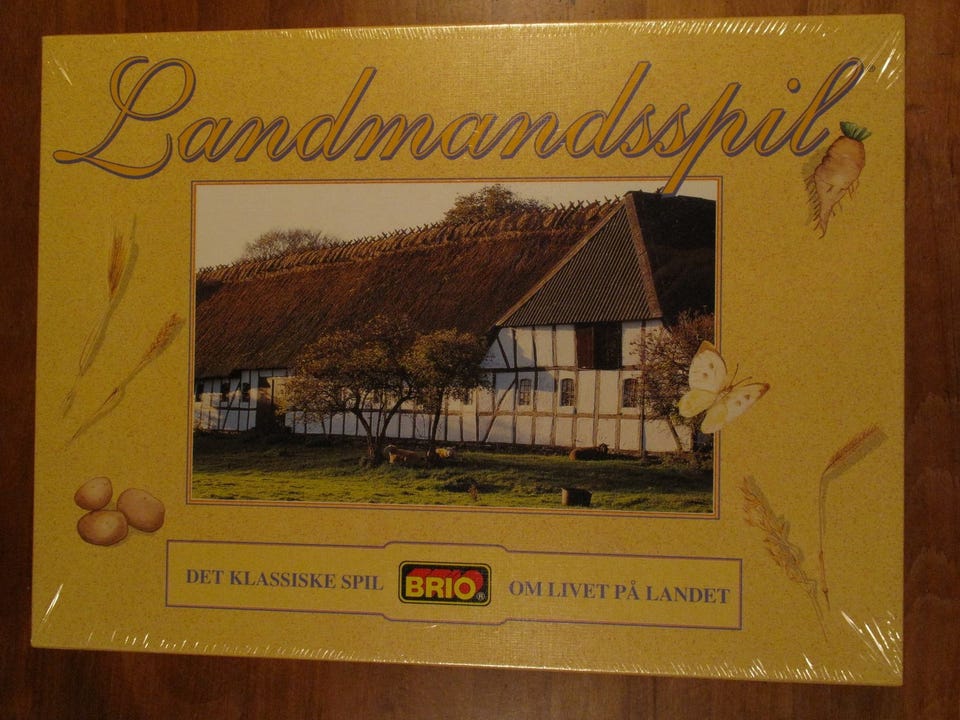 Landmandsspil®
DET KLASSISKE SPIL BRIO® OM LIVET PÅ LANDET